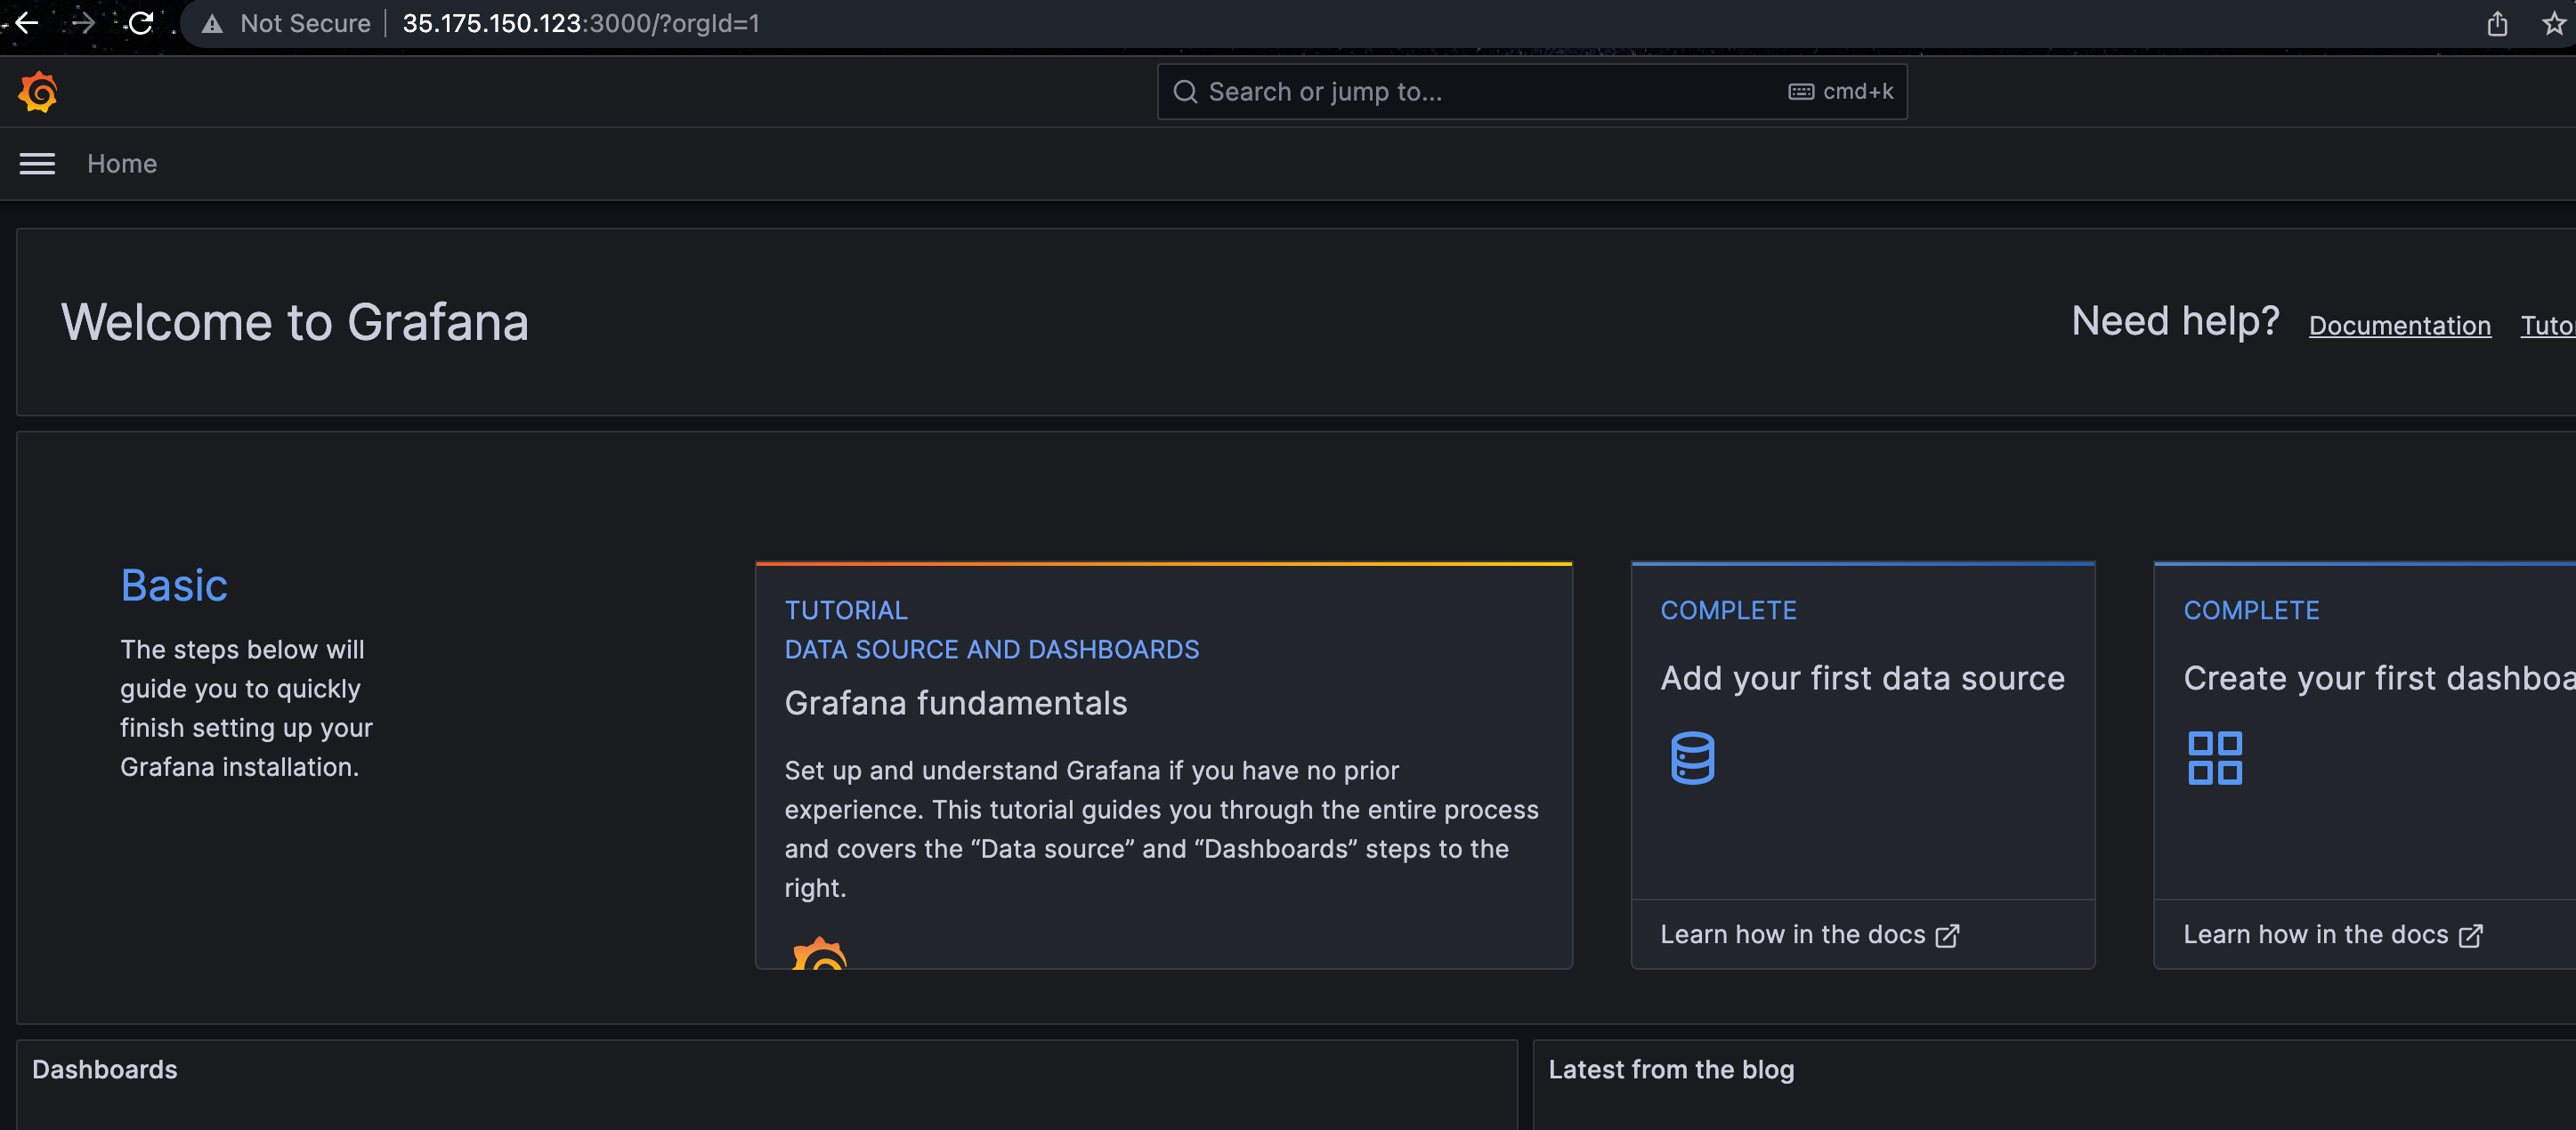 Not Secure 35.175.150.123:3000/?orgId=1
Search or jump to... cmd+k
Home
Welcome to Grafana
Need help? Documentation Tuto
Basic
The steps below will
guide you to quickly
finish setting up your
Grafana installation.
TUTORIAL
DATA SOURCE AND DASHBOARDS
Grafana fundamentals
Set up and understand Grafana if you have no prior
experience. This tutorial guides you through the entire process
and covers the “Data source” and “Dashboards” steps to the
right.
COMPLETE
Add your first data source
Learn how in the docs
COMPLETE
Create your first dashboa
Learn how in the docs
Dashboards
Latest from the blog